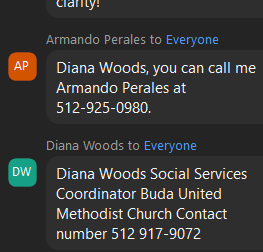 clarity!
Armando Perales to Everyone
AP
Diana Woods, you can call me
Armando Perales at
512-925-0980.
Diana Woods to Everyone
DW
Diana Woods Social Services
Coordinator Buda United
Methodist Church Contact
number 512 917-9072